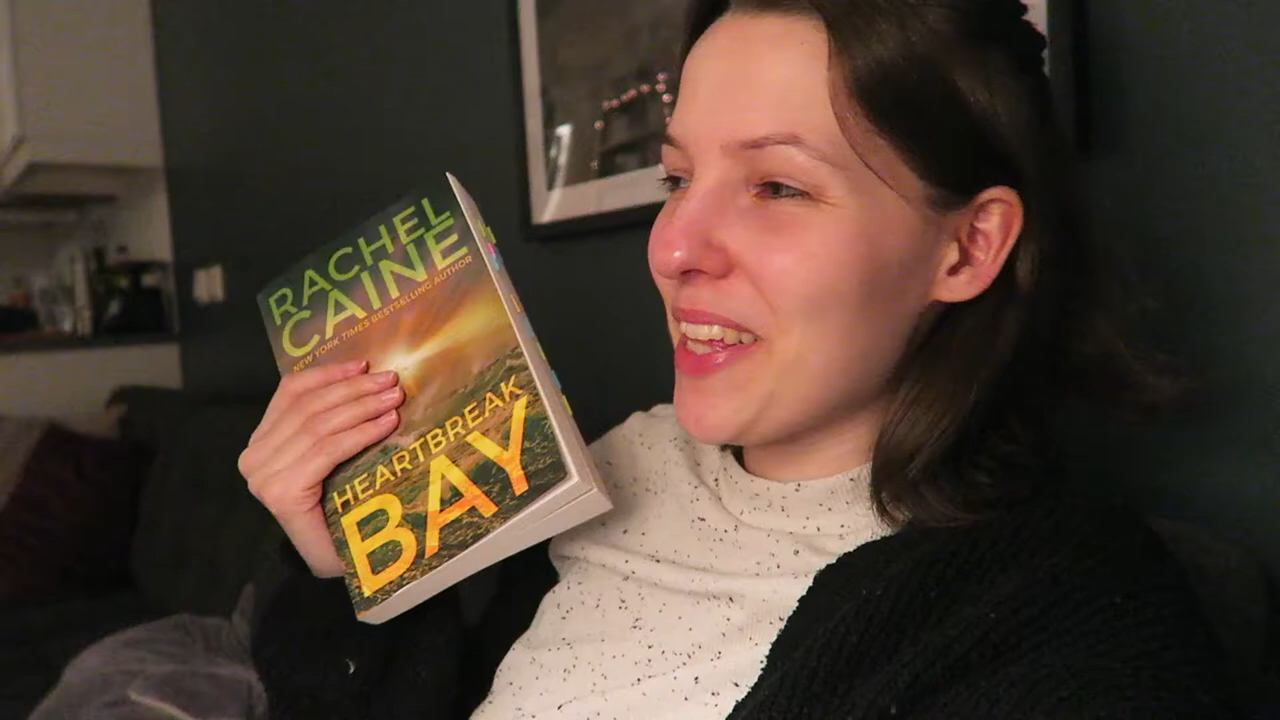 RACHEL
CAINE
NEW YORK TIMES BESTSELLING AUTHOR
HEARTBREAK
BAY